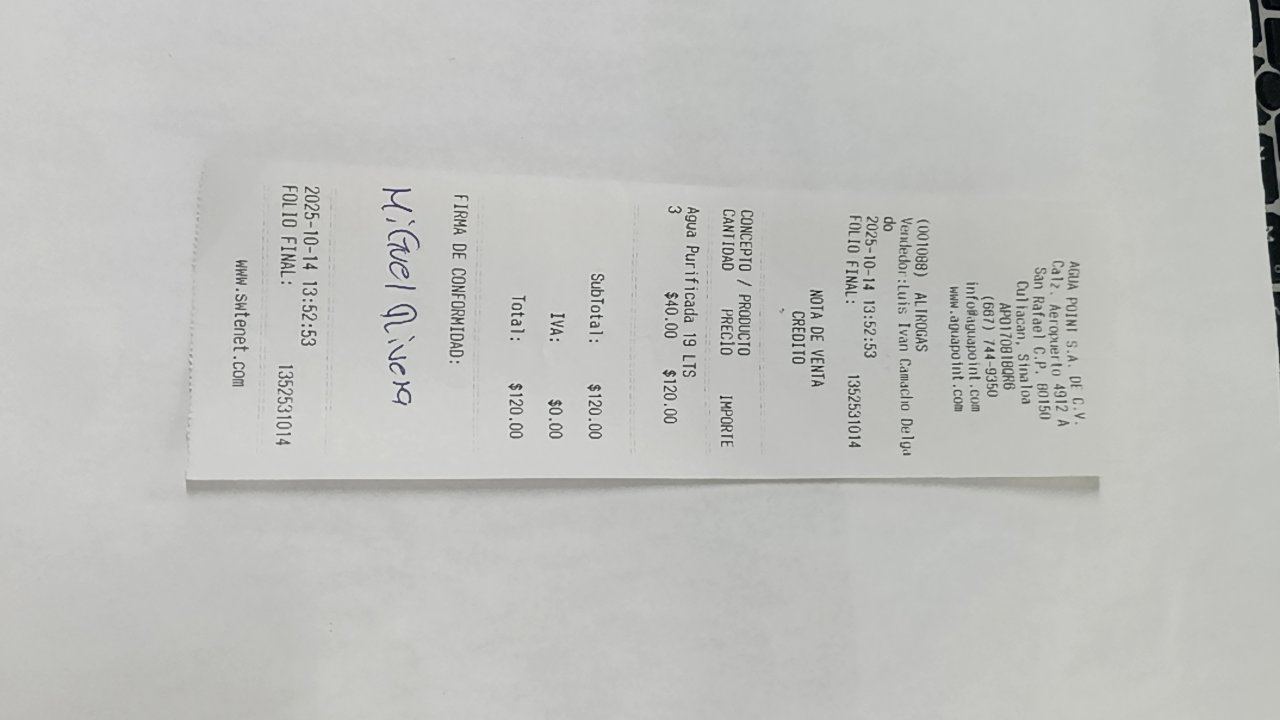 AGUA POINT S.A. DE C.V.
Calz. Aeropuerto 4912 A
San Rafael C.P. 80150
Culiacan, Sinaloa
APO170818QR6
(667) 744-9350
info@aguapoint.com
www.aguapoint.com
(001088) ALTROGAS
Vendedor:Luis Ivan Camacho Delga
do
2025-10-14 13:52:53
FOLIO FINAL: 1352531014
NOTA DE VENTA
CREDITO
CONCEPTO / PRODUCTO
CANTIDAD PRECIO IMPORTE
Agua Purificada 19 LTS
3 $40.00 $120.00
SubTotal: $120.00
IVA: $0.00
Total: $120.00
FIRMA DE CONFORMIDAD:
Miguel Rivera
2025-10-14 13:52:53
FOLIO FINAL: 1352531014
www.swtenet.com